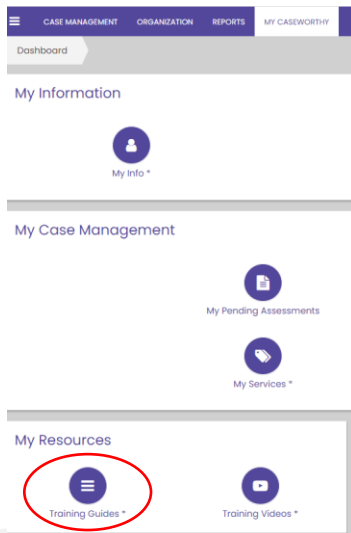 CASE MANAGEMENT ORGANIZATION REPORTS MY CASEWORTHY
Dashboard
My Information
My Info *
My Case Management
My Pending Assessments
My Services *
My Resources
Training Guides * Training Videos *